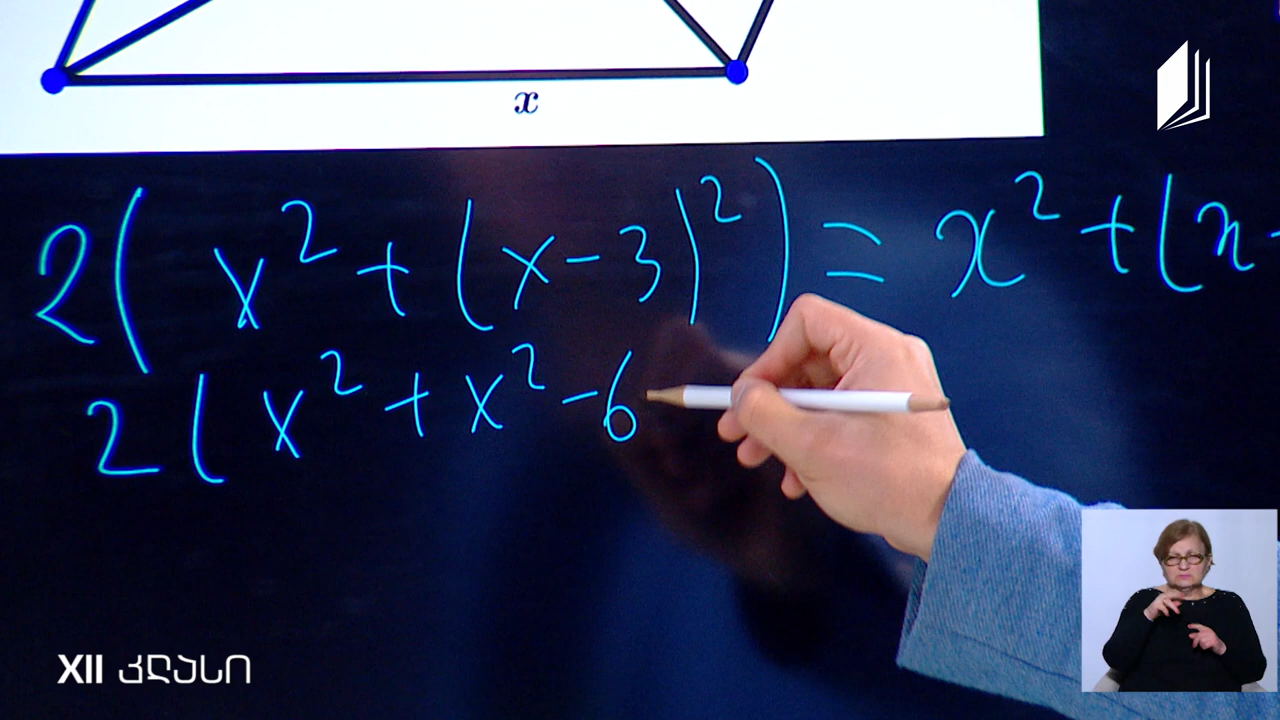 x
2(x² + (x-3)²) = x² + (x-
2(x² + x² - 6
XII კლასი